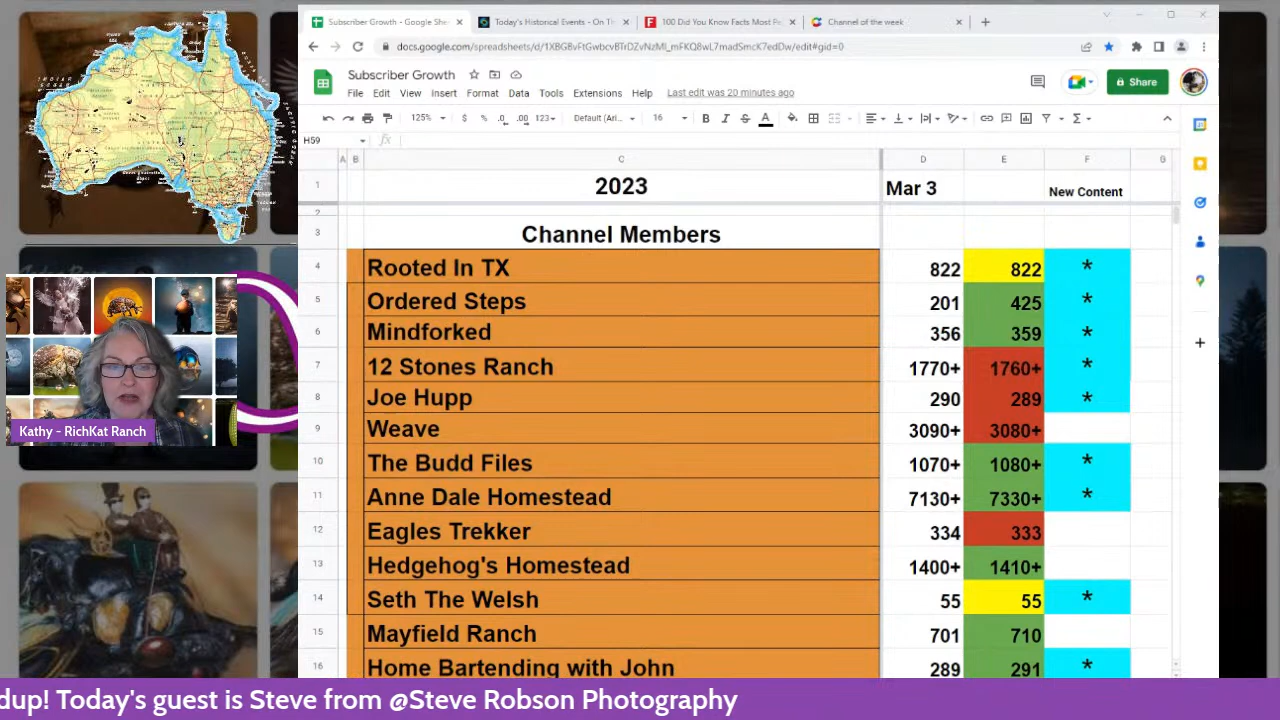 Subscriber Growth - Google She
Today's Historical Events - On Th
100 Did You Know Facts Most Pe
Channel of the week
docs.google.com/spreadsheets/d/
Subscriber Growth
File Edit View Insert Format Data Tools Extensions Help Last edit was 20 minutes ago
Share
125% $ % .0 .00 123 Default (Ari... 16 B I S A
H59 fx
A B C D E F G
1 2023 Mar 3 New Content
2
3 Channel Members
4 Rooted In TX 822 822 *
5 Ordered Steps 201 425 *
6 Mindforked 356 359 *
7 12 Stones Ranch 1770+ 1760+ *
8 Joe Hupp 290 289 *
9 Weave 3090+ 3080+
10 The Budd Files 1070+ 1080+ *
11 Anne Dale Homestead 7130+ 7330+ *
12 Eagles Trekker 334 333
13 Hedgehog's Homestead 1400+ 1410+
14 Seth The Welsh 55 55 *
15 Mayfield Ranch 701 710
16 Home Bartending with John 289 291 *
Kathy - RichKat Ranch
dup! Today's guest is Steve from @Steve Robson Photography